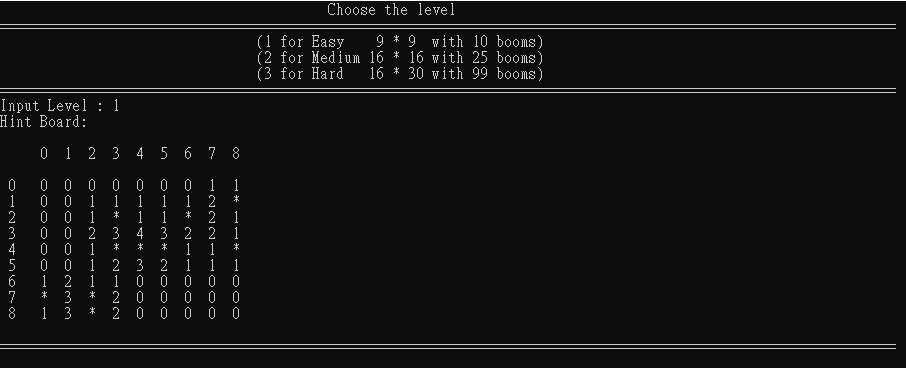 Choose the level
(1 for Easy    9 * 9  with 10 booms)
(2 for Medium 16 * 16 with 25 booms)
(3 for Hard   16 * 30 with 99 booms)
Input Level : 1
Hint Board:
0  1  2  3  4  5  6  7  8
0   0  0  0  0  0  0  0  1  1
1   0  0  1  1  1  1  1  2  *
2   0  0  1  *  1  1  *  2  1
3   0  0  2  3  4  3  2  2  1
4   0  0  1  *  *  *  1  1  *
5   0  0  1  2  3  2  1  1  1
6   1  2  1  1  0  0  0  0  0
7   *  3  *  2  0  0  0  0  0
8   1  3  *  2  0  0  0  0  0